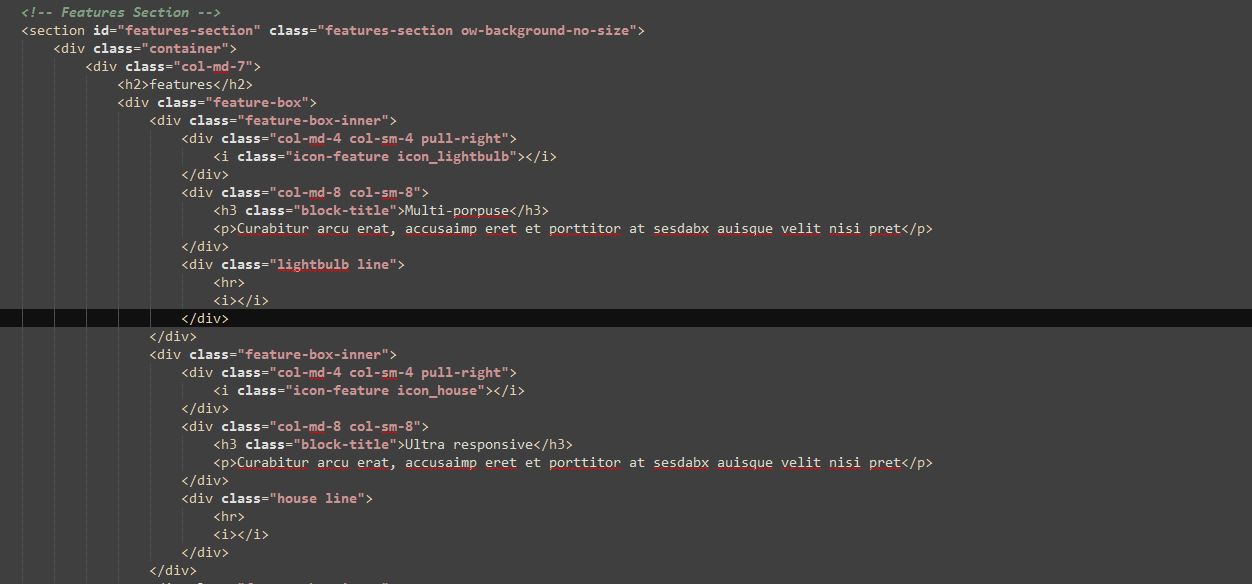 <!-- Features Section -->
<section id="features-section" class="features-section ow-background-no-size">
<div class="container">
<div class="col-md-7">
<h2>features</h2>
<div class="feature-box">
<div class="feature-box-inner">
<div class="col-md-4 col-sm-4 pull-right">
<i class="icon-feature icon_lightbulb"></i>
</div>
<div class="col-md-8 col-sm-8">
<h3 class="block-title">Multi-porpuse</h3>
<p>Curabitur arcu erat, accusaimp eret et porttitor at sesdabx auisque velit nisi pret</p>
</div>
<div class="lightbulb line">
<hr>
<i></i>
</div>
</div>
<div class="feature-box-inner">
<div class="col-md-4 col-sm-4 pull-right">
<i class="icon-feature icon_house"></i>
</div>
<div class="col-md-8 col-sm-8">
<h3 class="block-title">Ultra responsive</h3>
<p>Curabitur arcu erat, accusaimp eret et porttitor at sesdabx auisque velit nisi pret</p>
</div>
<div class="house line">
<hr>
<i></i>
</div>
</div>